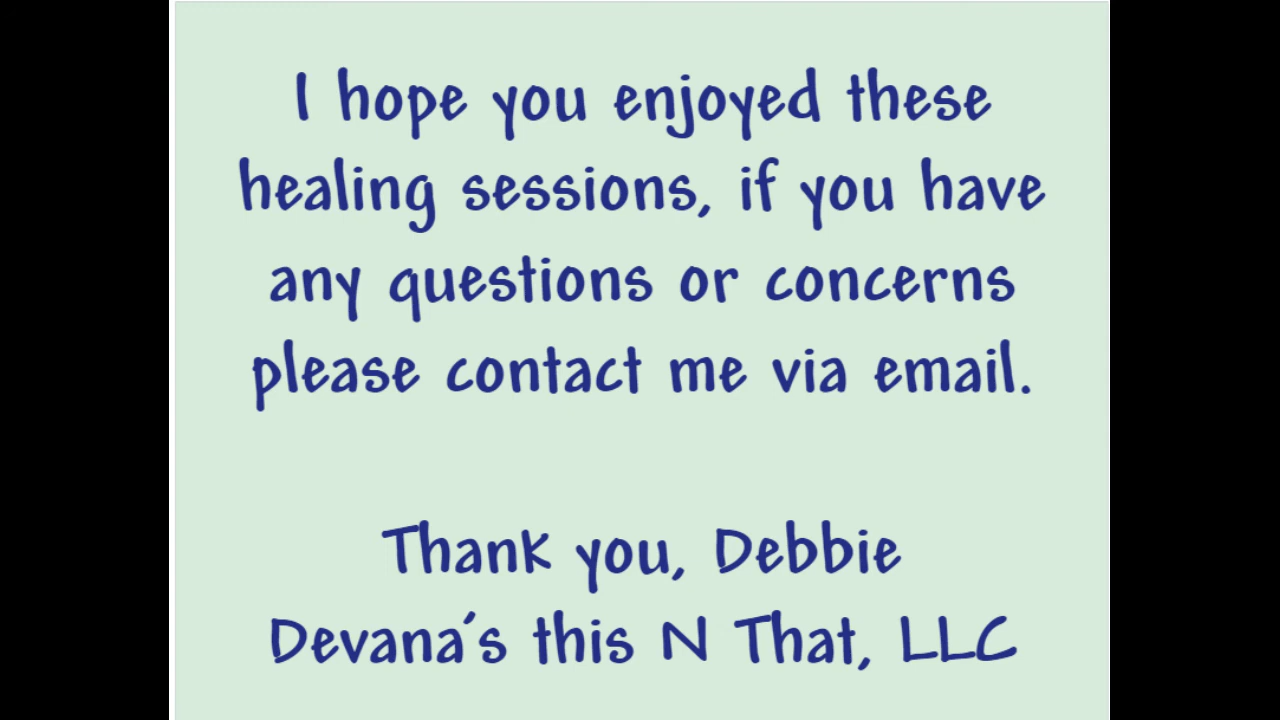 I hope you enjoyed these
healing sessions, if you have
any questions or concerns
please contact me via email.
Thank you, Debbie
Devana's this N That, LLC